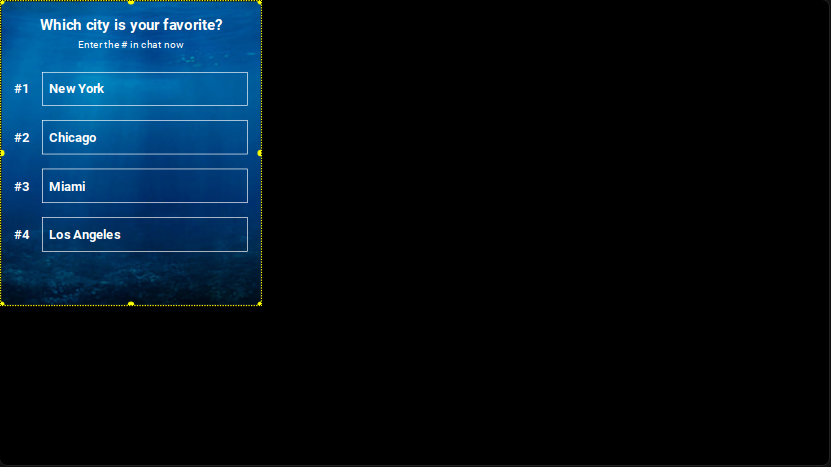 Which city is your favorite?
Enter the # in chat now
#1 New York
#2 Chicago
#3 Miami
#4 Los Angeles